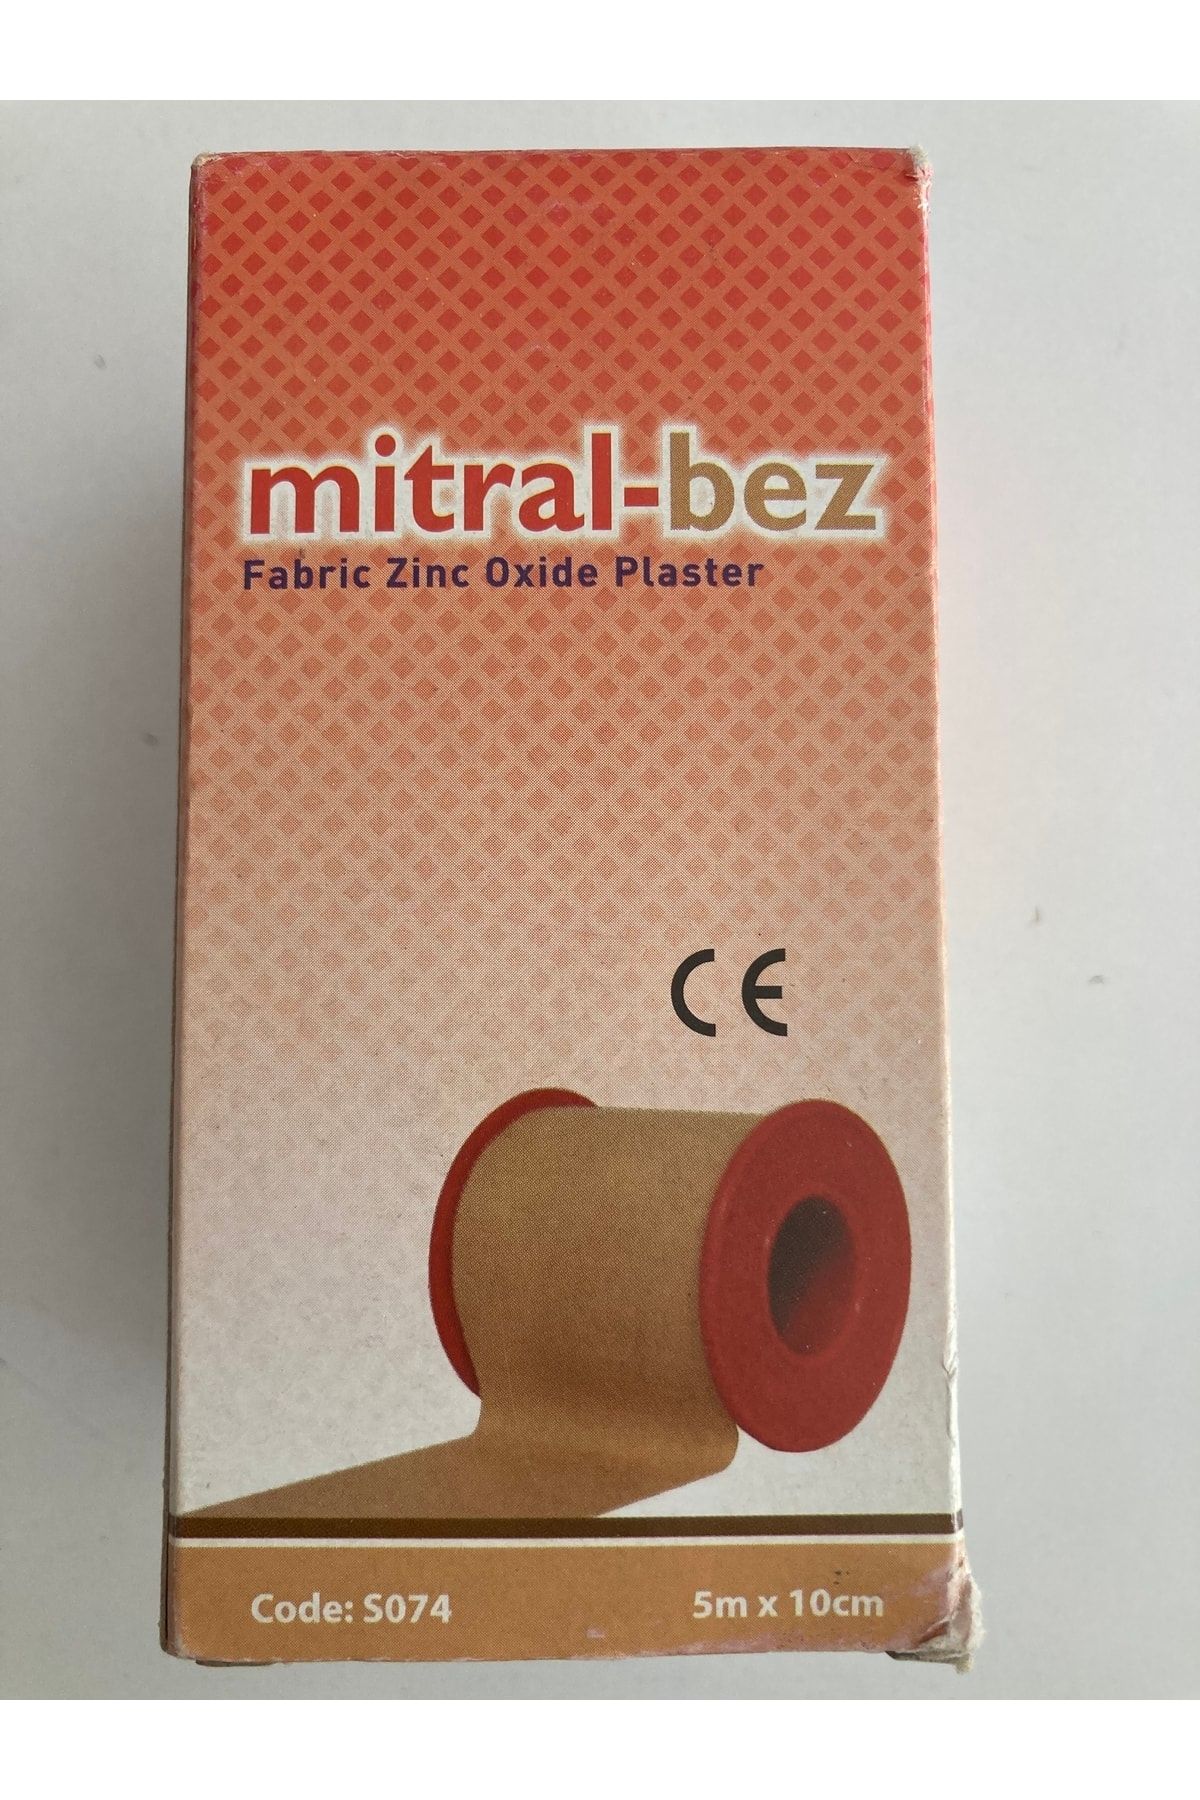 mitral-bez
Fabric Zinc Oxide Plaster
CE
Code: S074
5m x 10cm